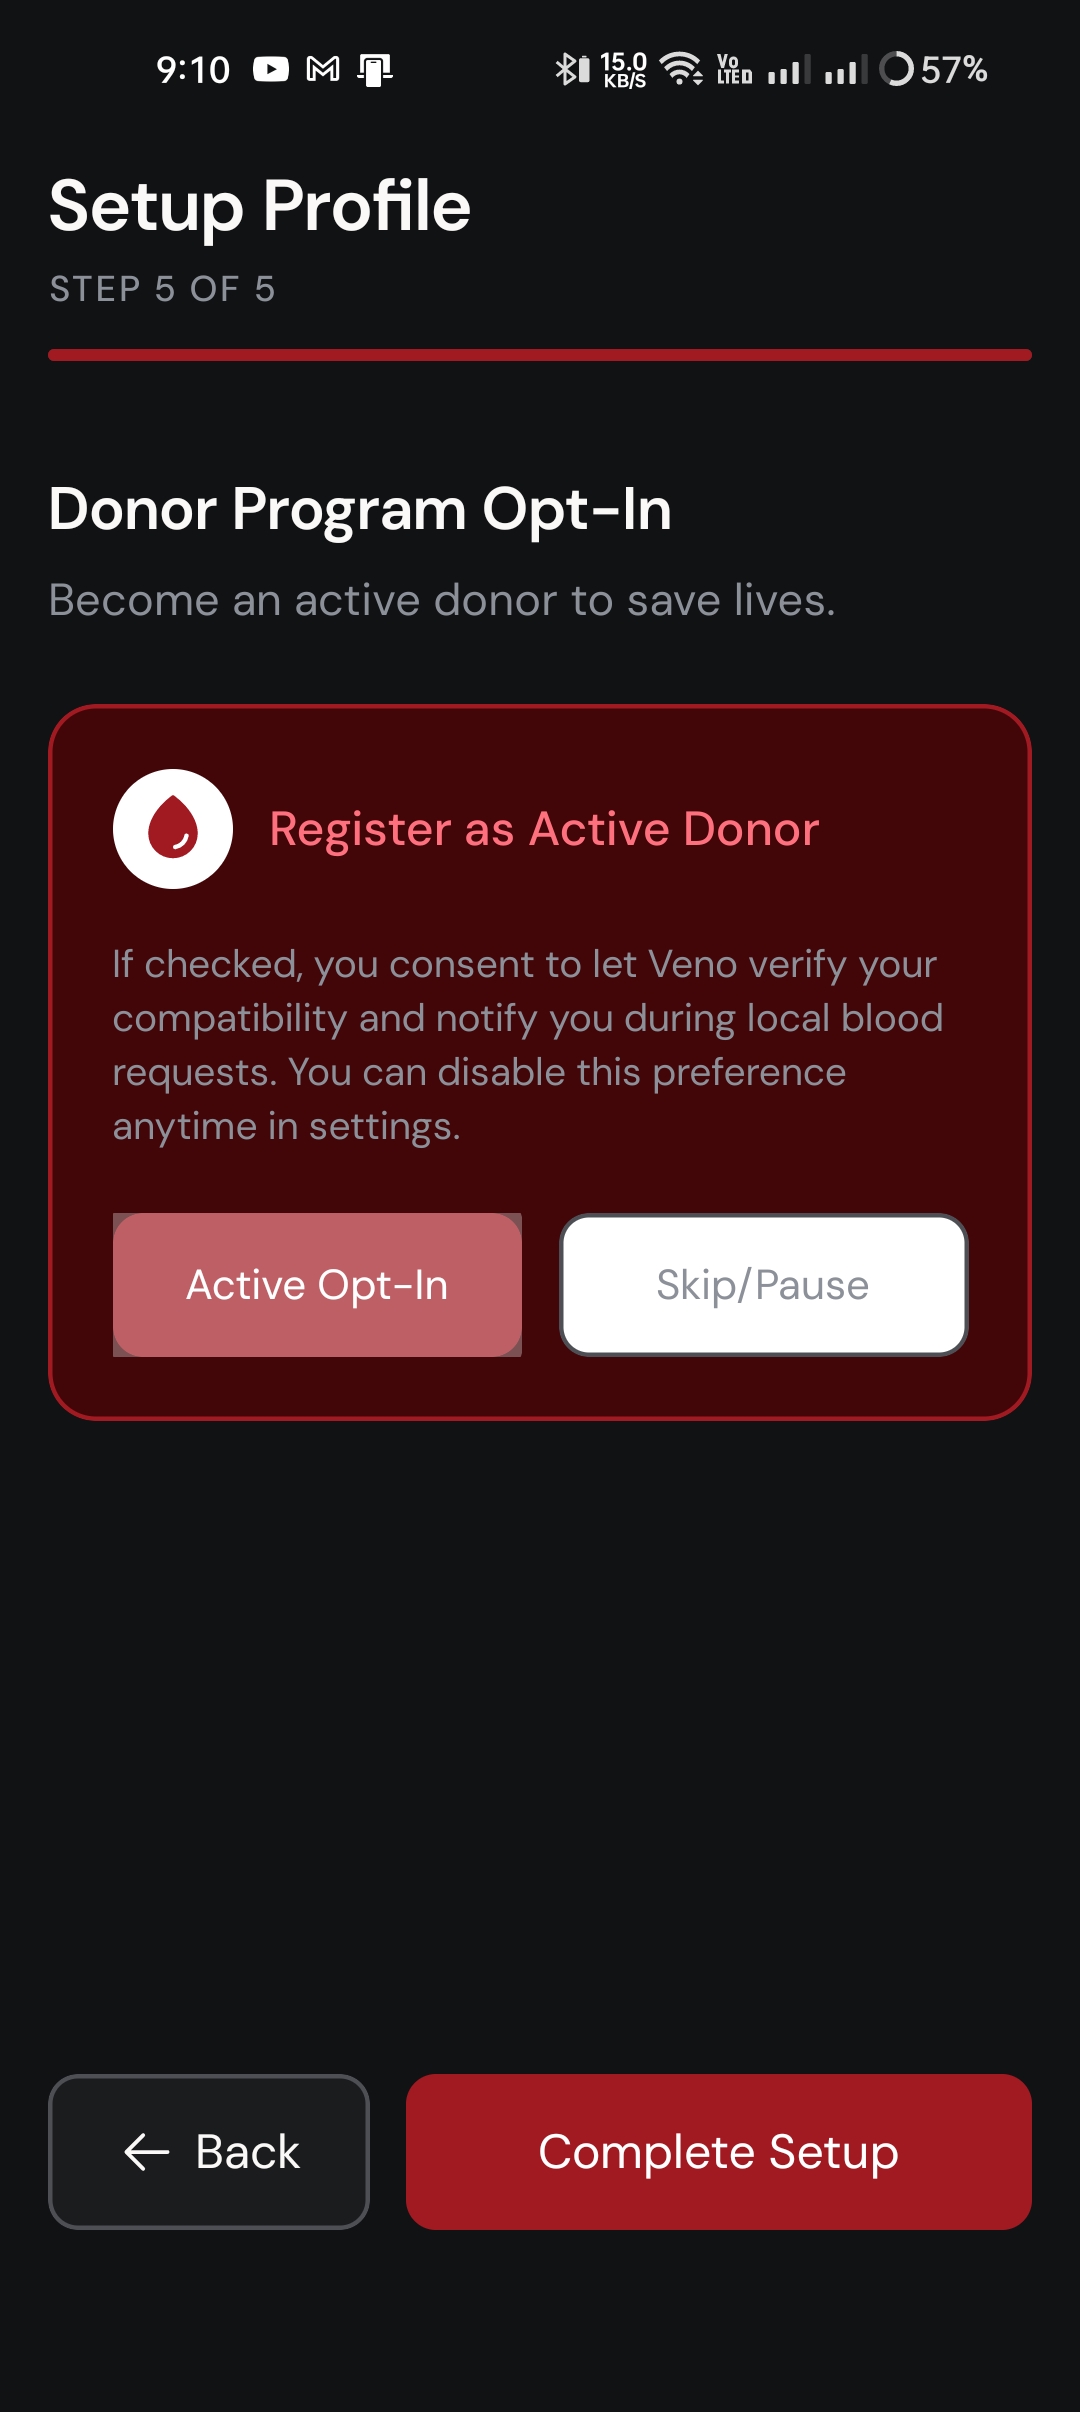 9:10
15.0
KB/S
Vo
LTE
57%
Setup Profile
STEP 5 OF 5
Donor Program Opt-In
Become an active donor to save lives.
Register as Active Donor
If checked, you consent to let Veno verify your
compatibility and notify you during local blood
requests. You can disable this preference
anytime in settings.
Active Opt-In
Skip/Pause
← Back
Complete Setup